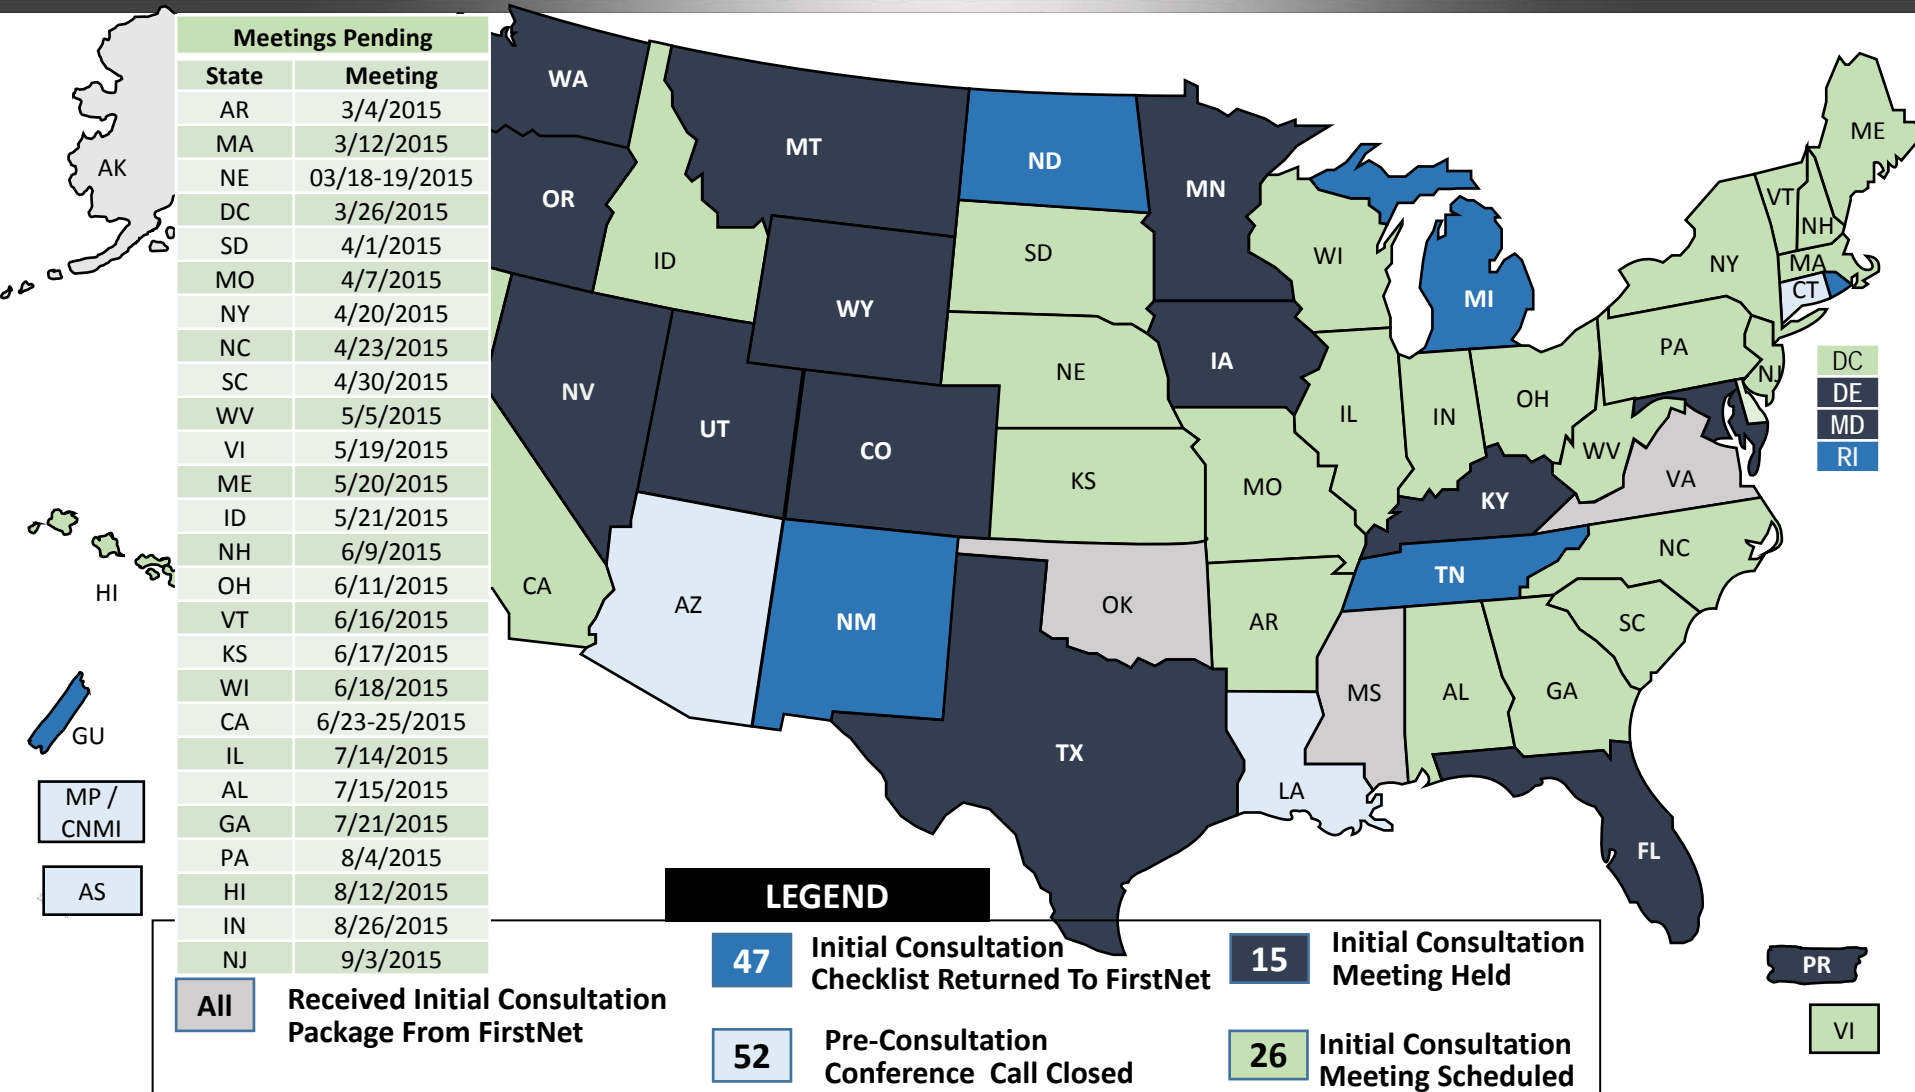 Meetings Pending
State Meeting
AR 3/4/2015
MA 3/12/2015
NE 03/18-19/2015
DC 3/26/2015
SD 4/1/2015
MO 4/7/2015
NY 4/20/2015
NC 4/23/2015
SC 4/30/2015
WV 5/5/2015
VI 5/19/2015
ME 5/20/2015
ID 5/21/2015
NH 6/9/2015
OH 6/11/2015
VT 6/16/2015
KS 6/17/2015
WI 6/18/2015
CA 6/23-25/2015
IL 7/14/2015
AL 7/15/2015
GA 7/21/2015
PA 8/4/2015
HI 8/12/2015
IN 8/26/2015
NJ 9/3/2015
AK
HI
GU
MP /
CNMI
AS
WA
MT
ND
MN
ME
OR
ID
SD
WI
VT
NH
NY
MA
CT
WY
MI
NV
UT
CO
NE
IA
IL
IN
OH
PA
NJ
DC
DE
MD
RI
KS
MO
KY
WV
VA
CA
AZ
NM
OK
AR
TN
NC
SC
TX
LA
MS
AL
GA
FL
PR
VI
LEGEND
All
Received Initial Consultation
Package From FirstNet
47
Initial Consultation
Checklist Returned To FirstNet
15
Initial Consultation
Meeting Held
52
Pre-Consultation
Conference Call Closed
26
Initial Consultation
Meeting Scheduled